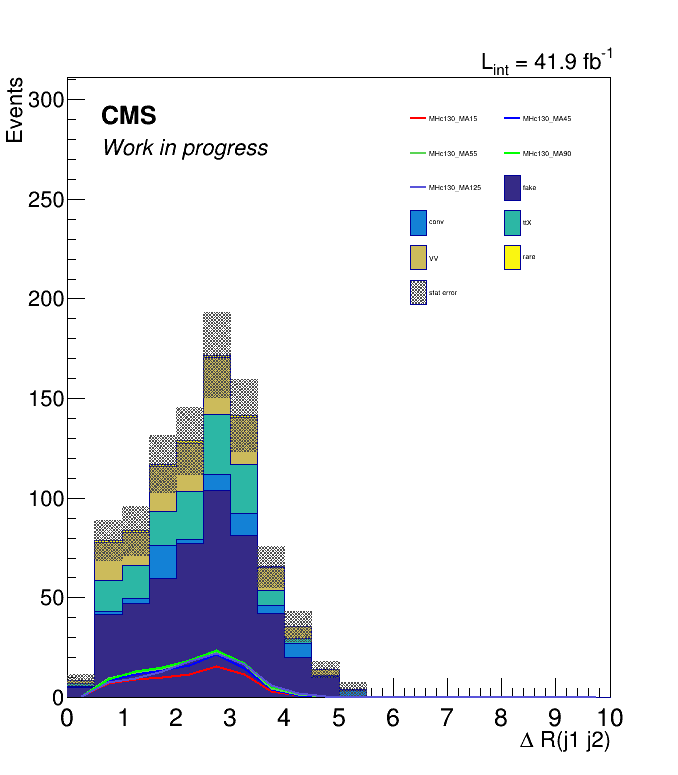 L_int = 41.9 fb^-1
Events
300
250
200
150
100
50
0
CMS
Work in progress
MHc130_MA15
MHc130_MA45
MHc130_MA55
MHc130_MA90
MHc130_MA125
fake
conv
ttX
VV
rare
stat error
0 1 2 3 4 5 6 7 8 9 10
Δ R(j1 j2)